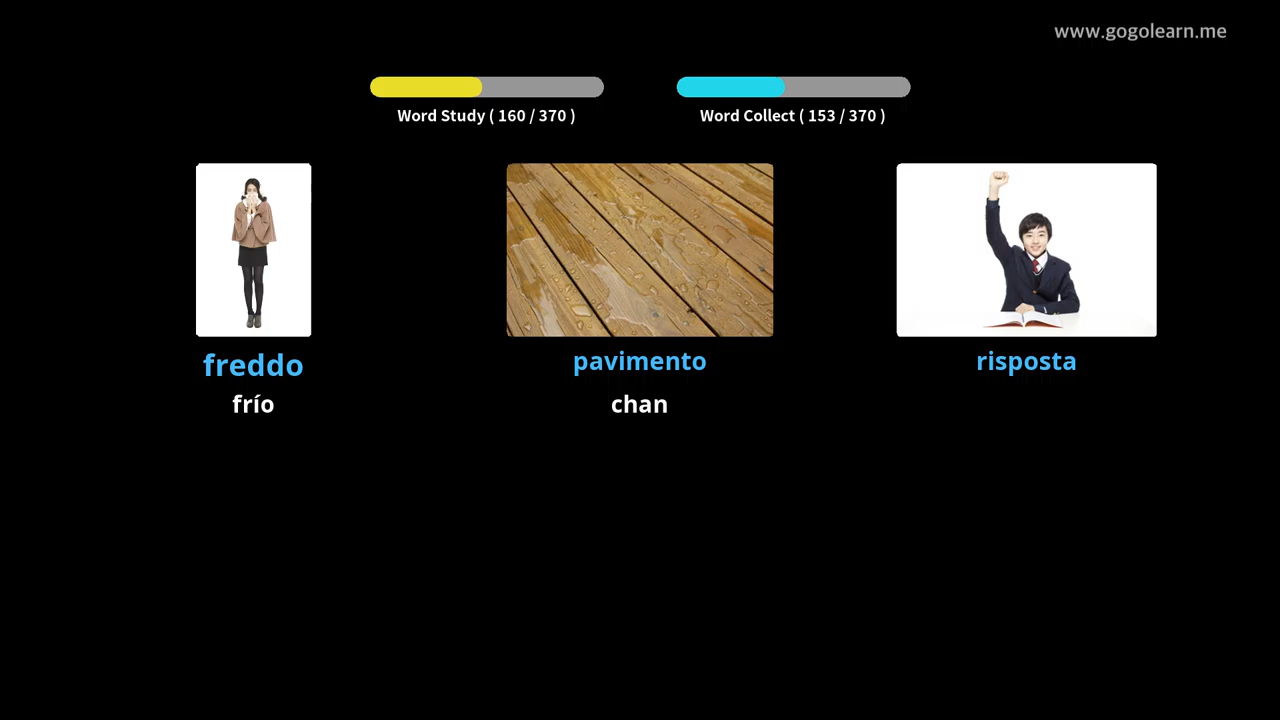 www.gogolearn.me
Word Study ( 160 / 370 )
Word Collect ( 153 / 370 )
freddo
pavimento
risposta
frío
chan